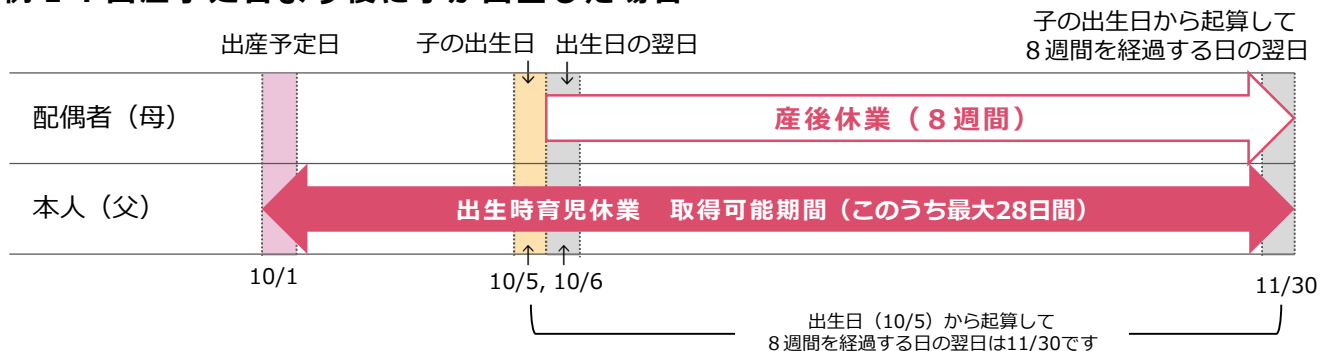 出産予定日
子の出生日
出生日の翌日
子の出生日から起算して
８週間を経過する日の翌日
配偶者（母）
産後休業（８週間）
本人（父）
出生時育児休業　取得可能期間（このうち最大28日間）
10/1
10/5, 10/6
11/30
出生日（10/5）から起算して
８週間を経過する日の翌日は11/30です